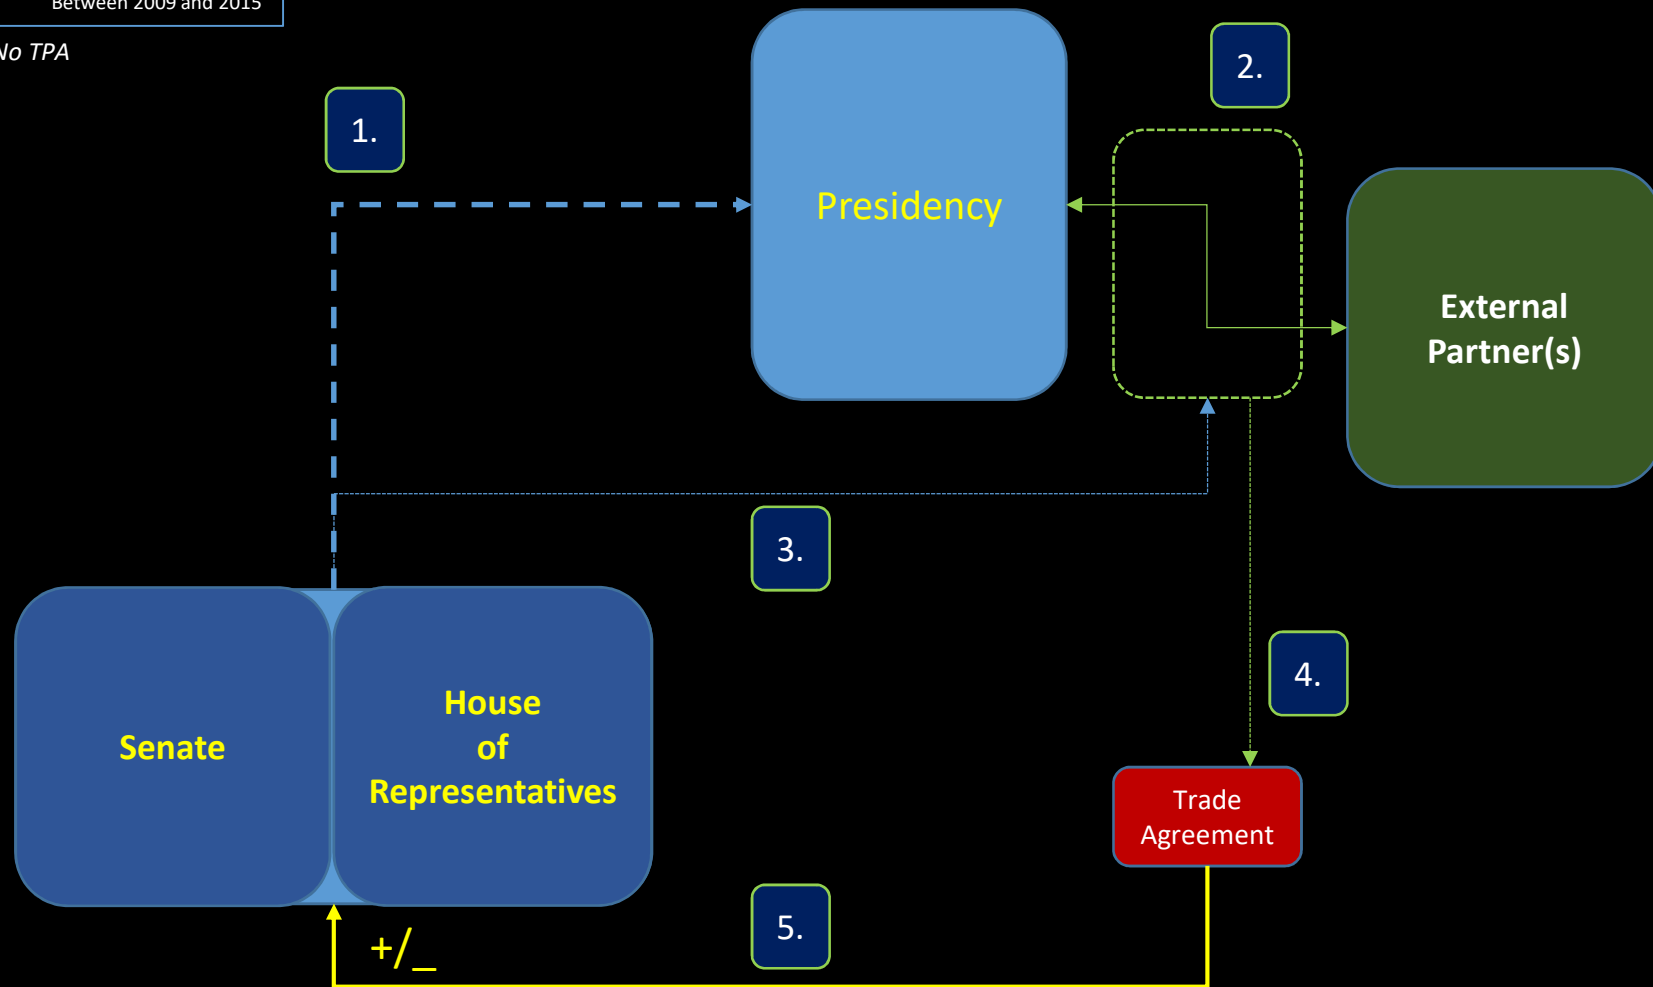 Between 2009 and 2015
No TPA
1.
2.
Presidency
External
Partner(s)
3.
Senate
House
of
Representatives
4.
Trade
Agreement
5.
+/_